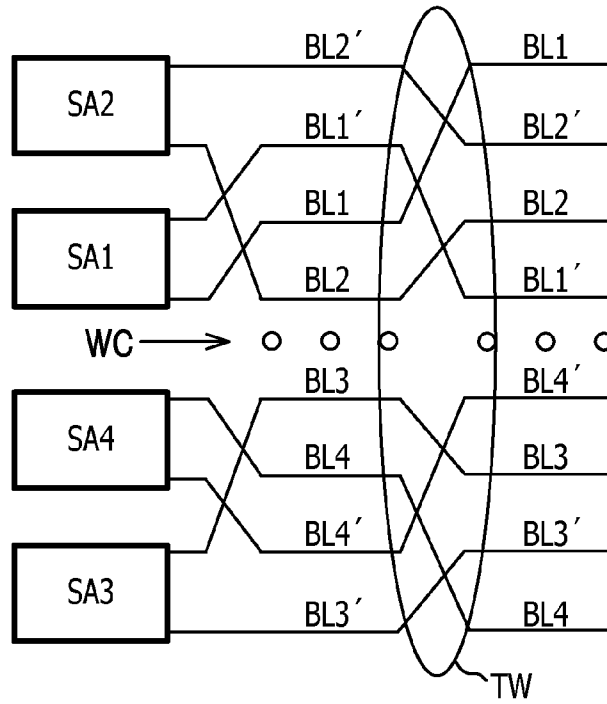 BL2′ BL1
SA2
BL1′ BL2′
BL1 BL2
SA1
BL2 BL1′
WC
BL3 BL4′
SA4
BL4 BL3
BL4′ BL3′
SA3
BL3′ BL4
TW